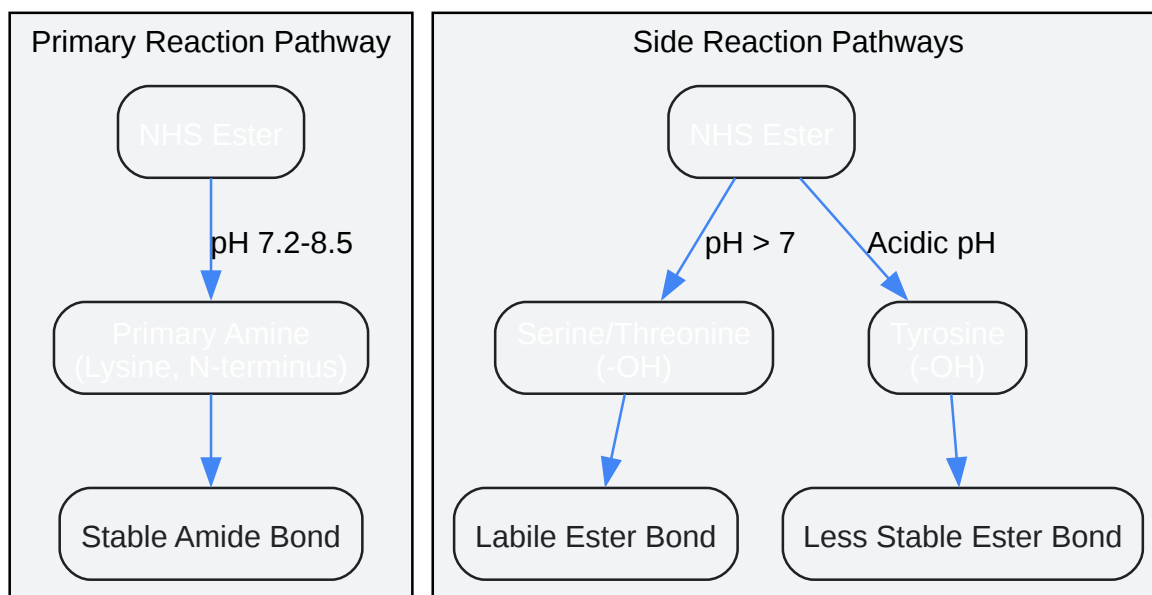 Primary Reaction Pathway
NHS Ester
pH 7.2-8.5
Primary Amine
(Lysine, N-terminus)
Stable Amide Bond
Side Reaction Pathways
NHS Ester
pH > 7
Acidic pH
Serine/Threonine
(-OH)
Tyrosine
(-OH)
Labile Ester Bond
Less Stable Ester Bond